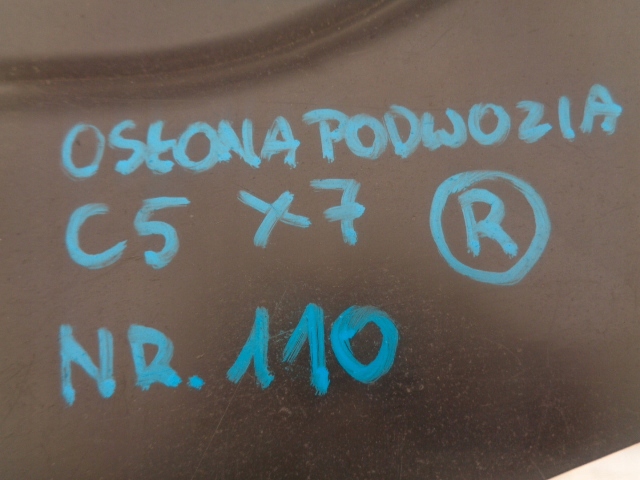 OSŁONA PODWOZIA
C5 X7 R
NR. 110